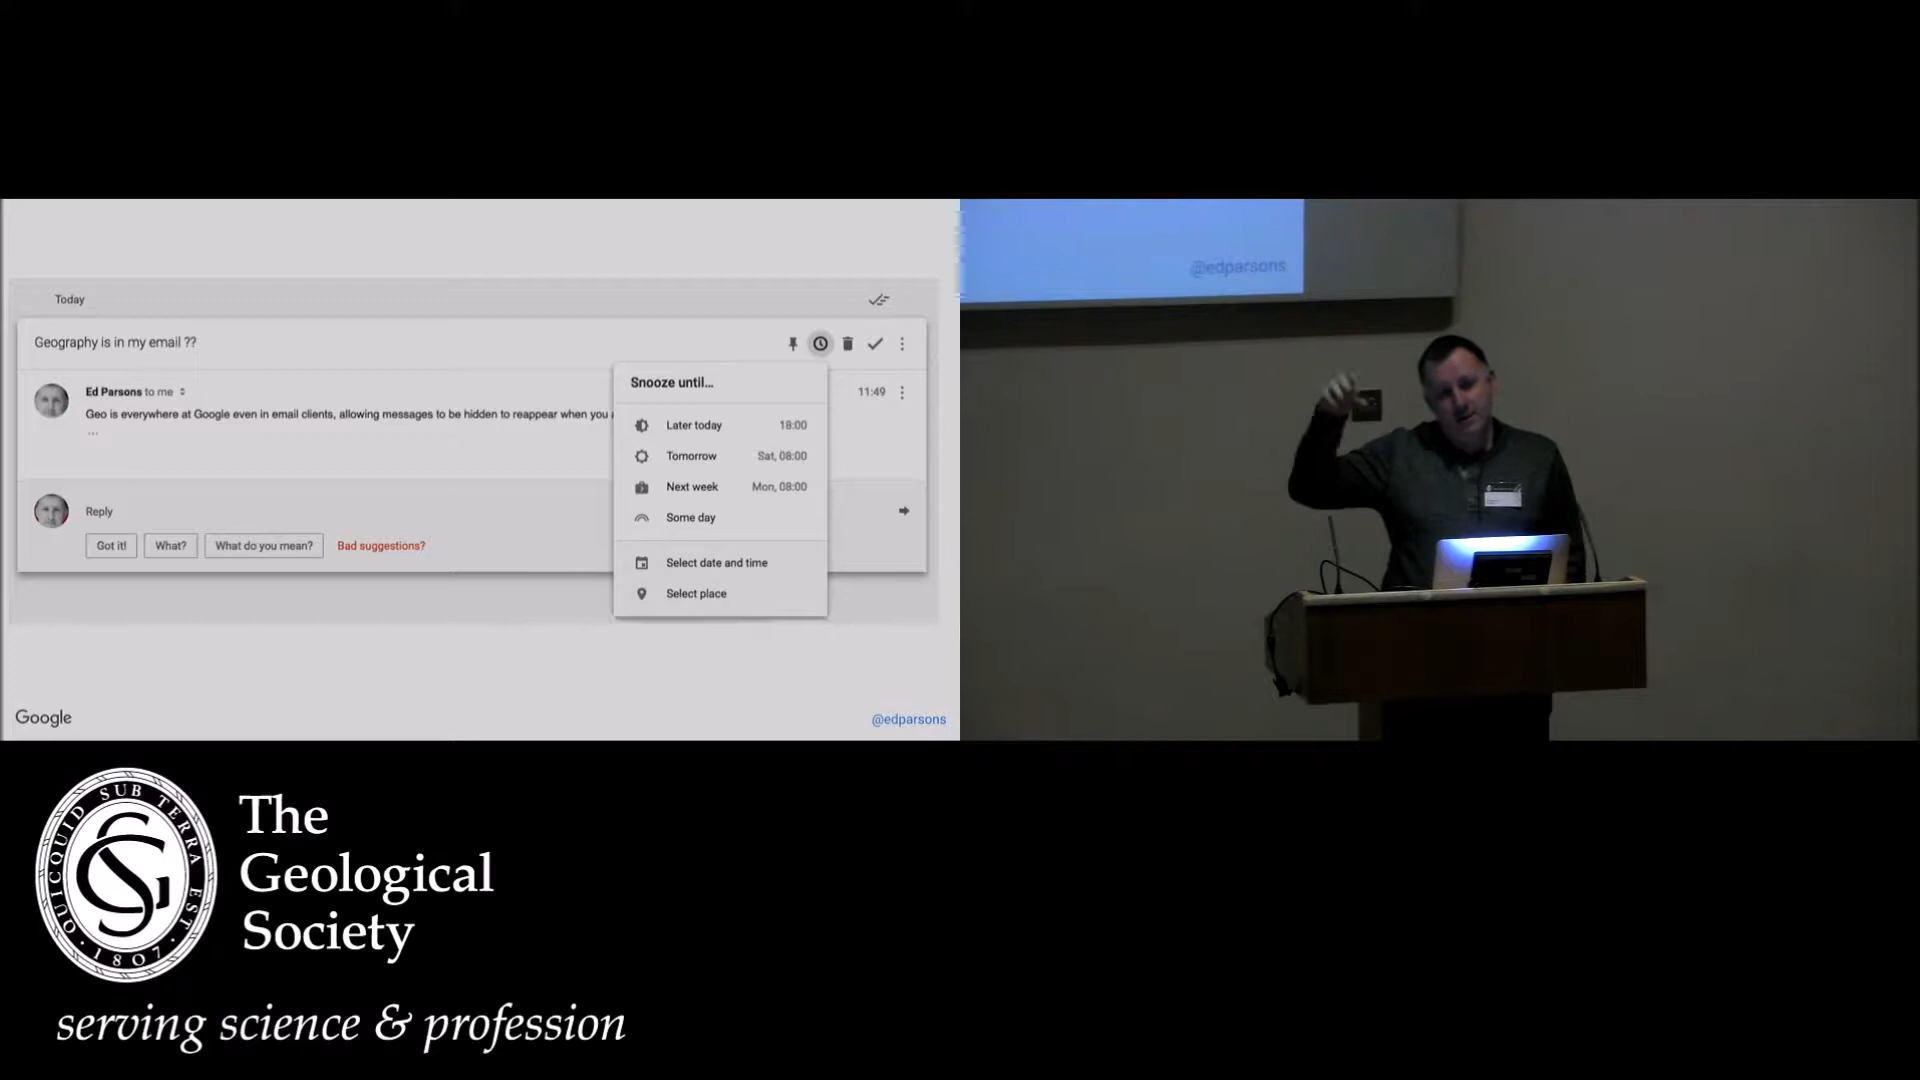 Today
Geography is in my email ??
Ed Parsons to me
11:49
Geo is everywhere at Google even in email clients, allowing messages to be hidden to reappear when you
...
Reply
Got it!
What?
What do you mean?
Bad suggestions?
Snooze until...
Later today 18:00
Tomorrow Sat, 08:00
Next week Mon, 08:00
Some day
Select date and time
Select place
Google
@edparsons
@edparsons
QUICQUID SUB TERRA EST
1807
The
Geological
Society
serving science & profession